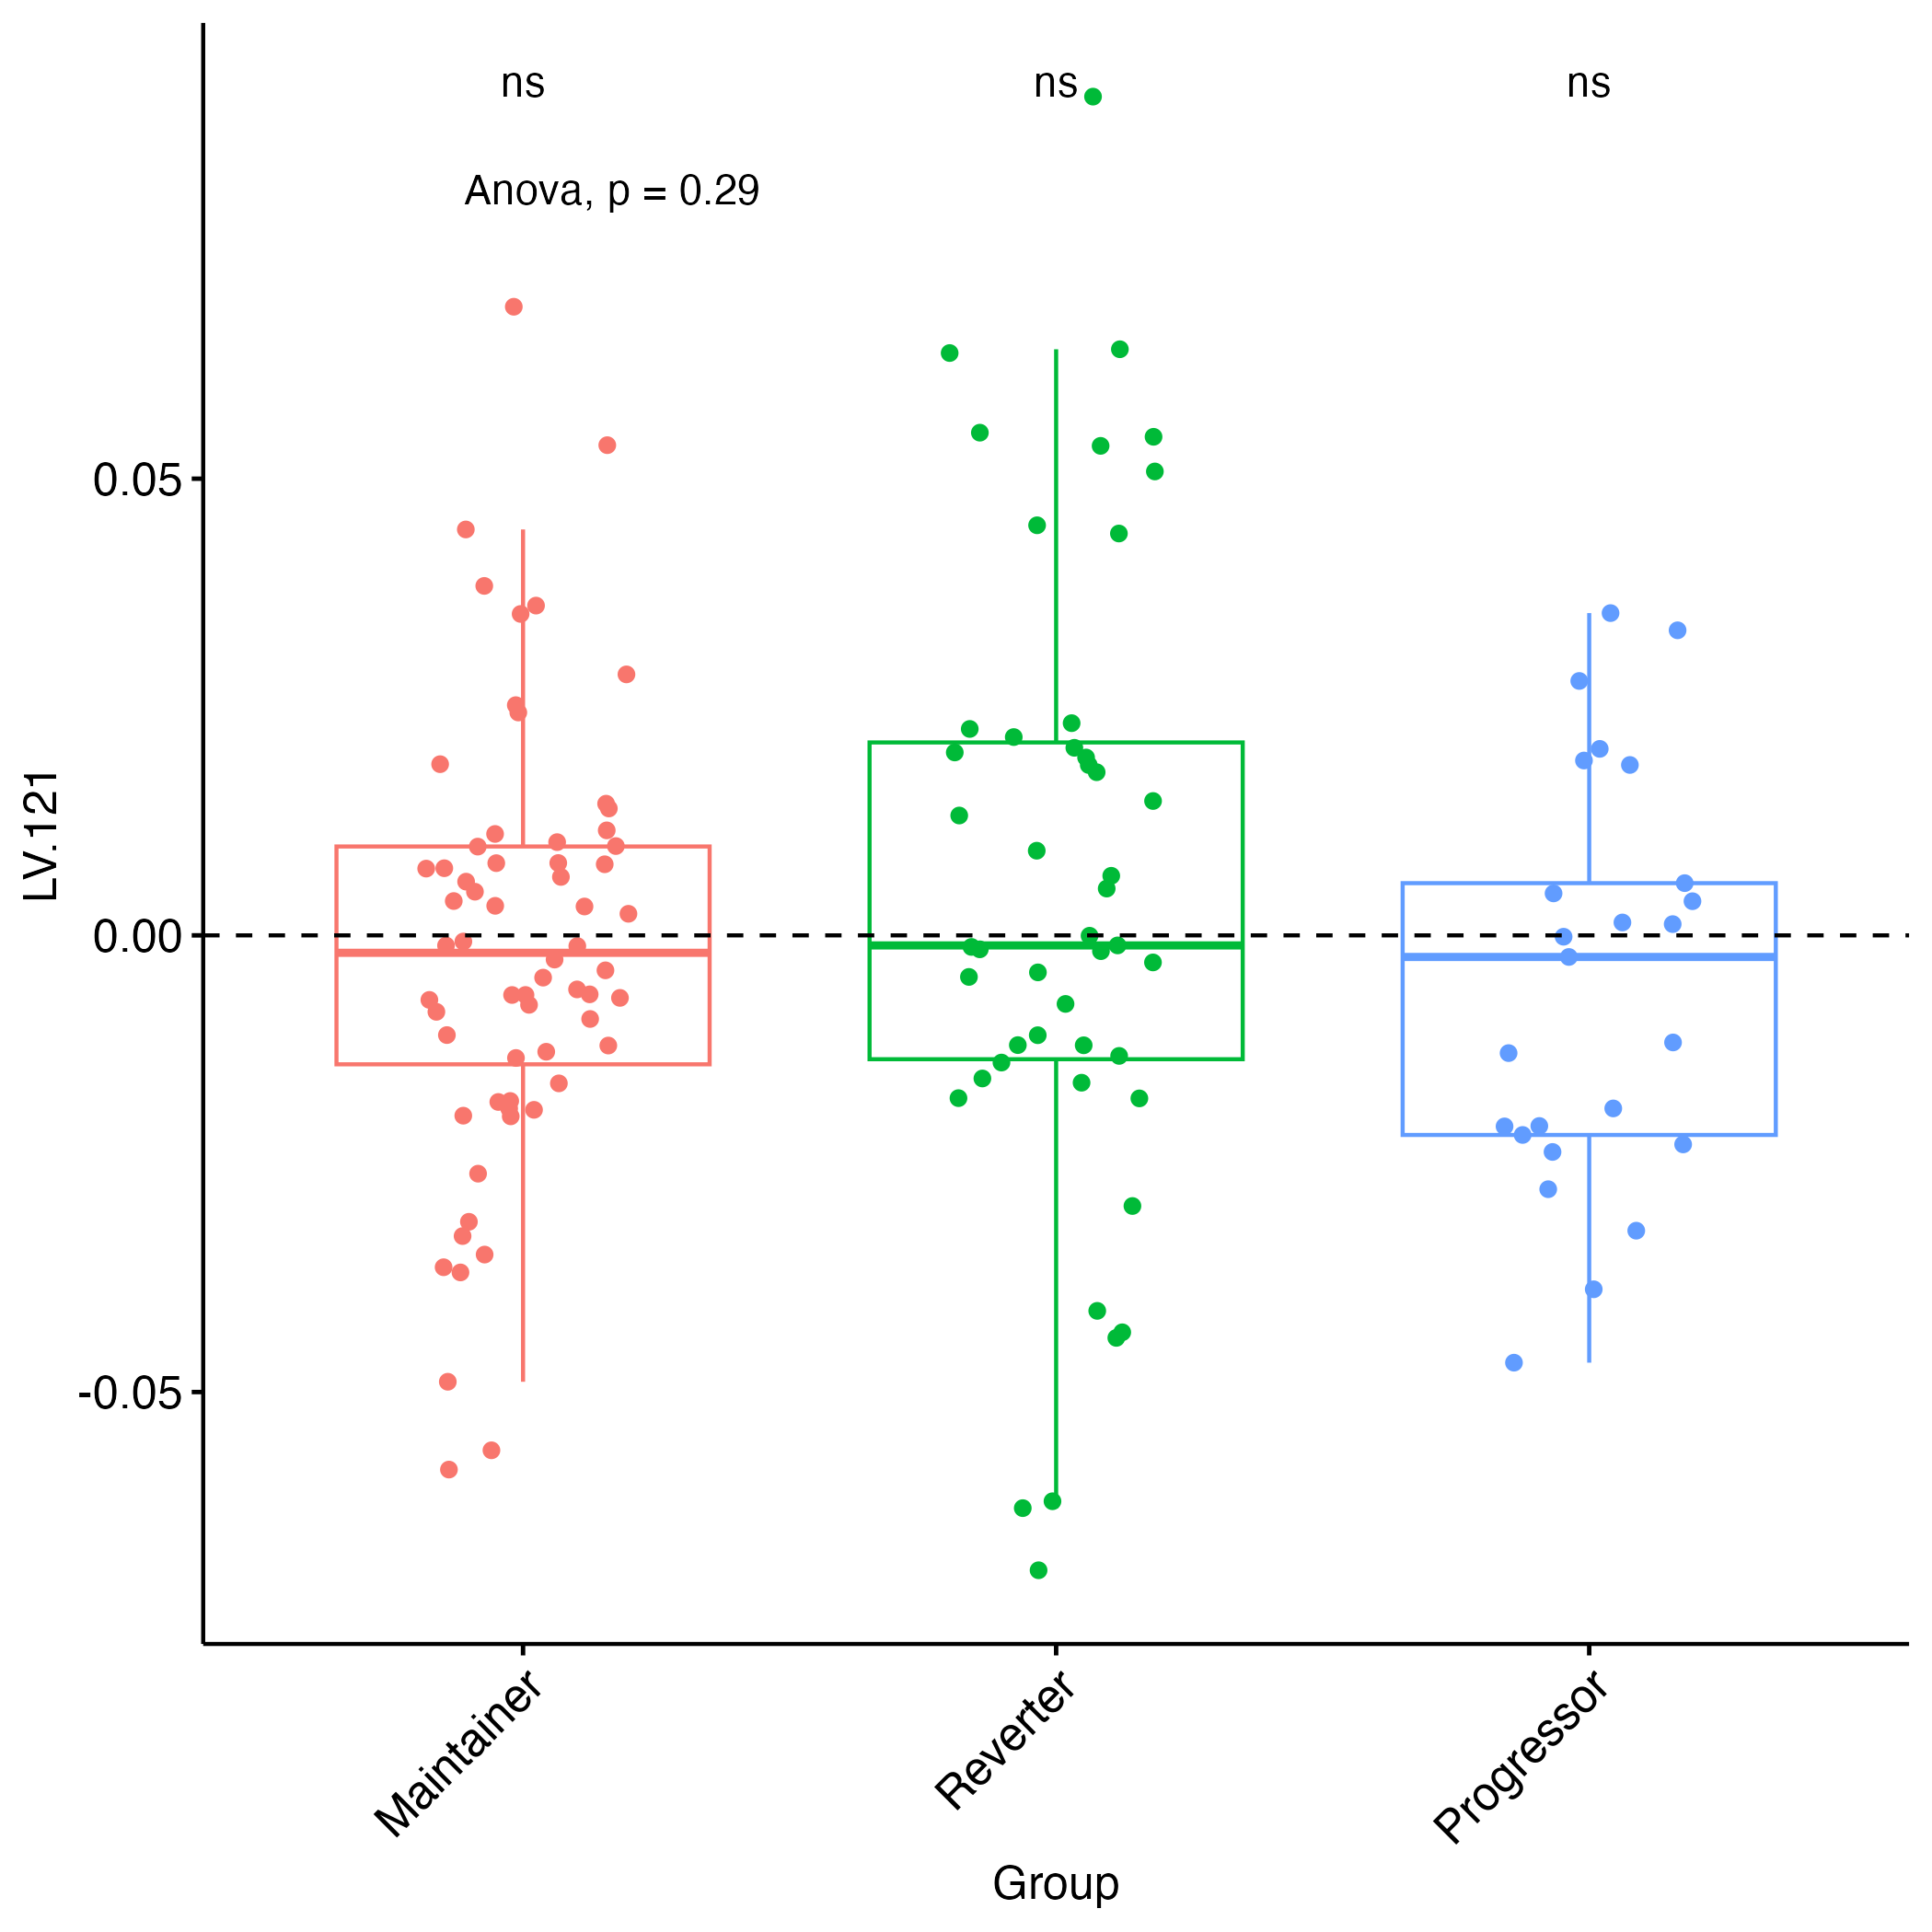 ns ns ns
Anova, p = 0.29
LV.121
0.05
0.00
-0.05
Maintainer Reverter Progressor
Group